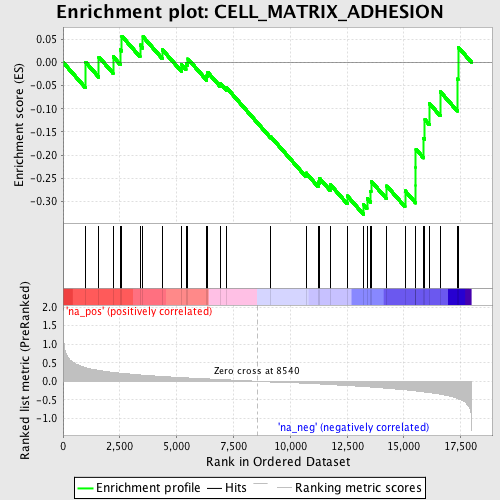 Enrichment plot: CELL_MATRIX_ADHESION
Enrichment score (ES)
0.05
0.00
-0.05
-0.10
-0.15
-0.20
-0.25
-0.30
'na_pos' (positively correlated)
Ranked list metric (PreRanked)
2.0
1.5
1.0
0.5
0.0
-0.5
-1.0
Zero cross at 8540
'na_neg' (negatively correlated)
0 2,500 5,000 7,500 10,000 12,500 15,000 17,500
Rank in Ordered Dataset
Enrichment profile Hits Ranking metric scores